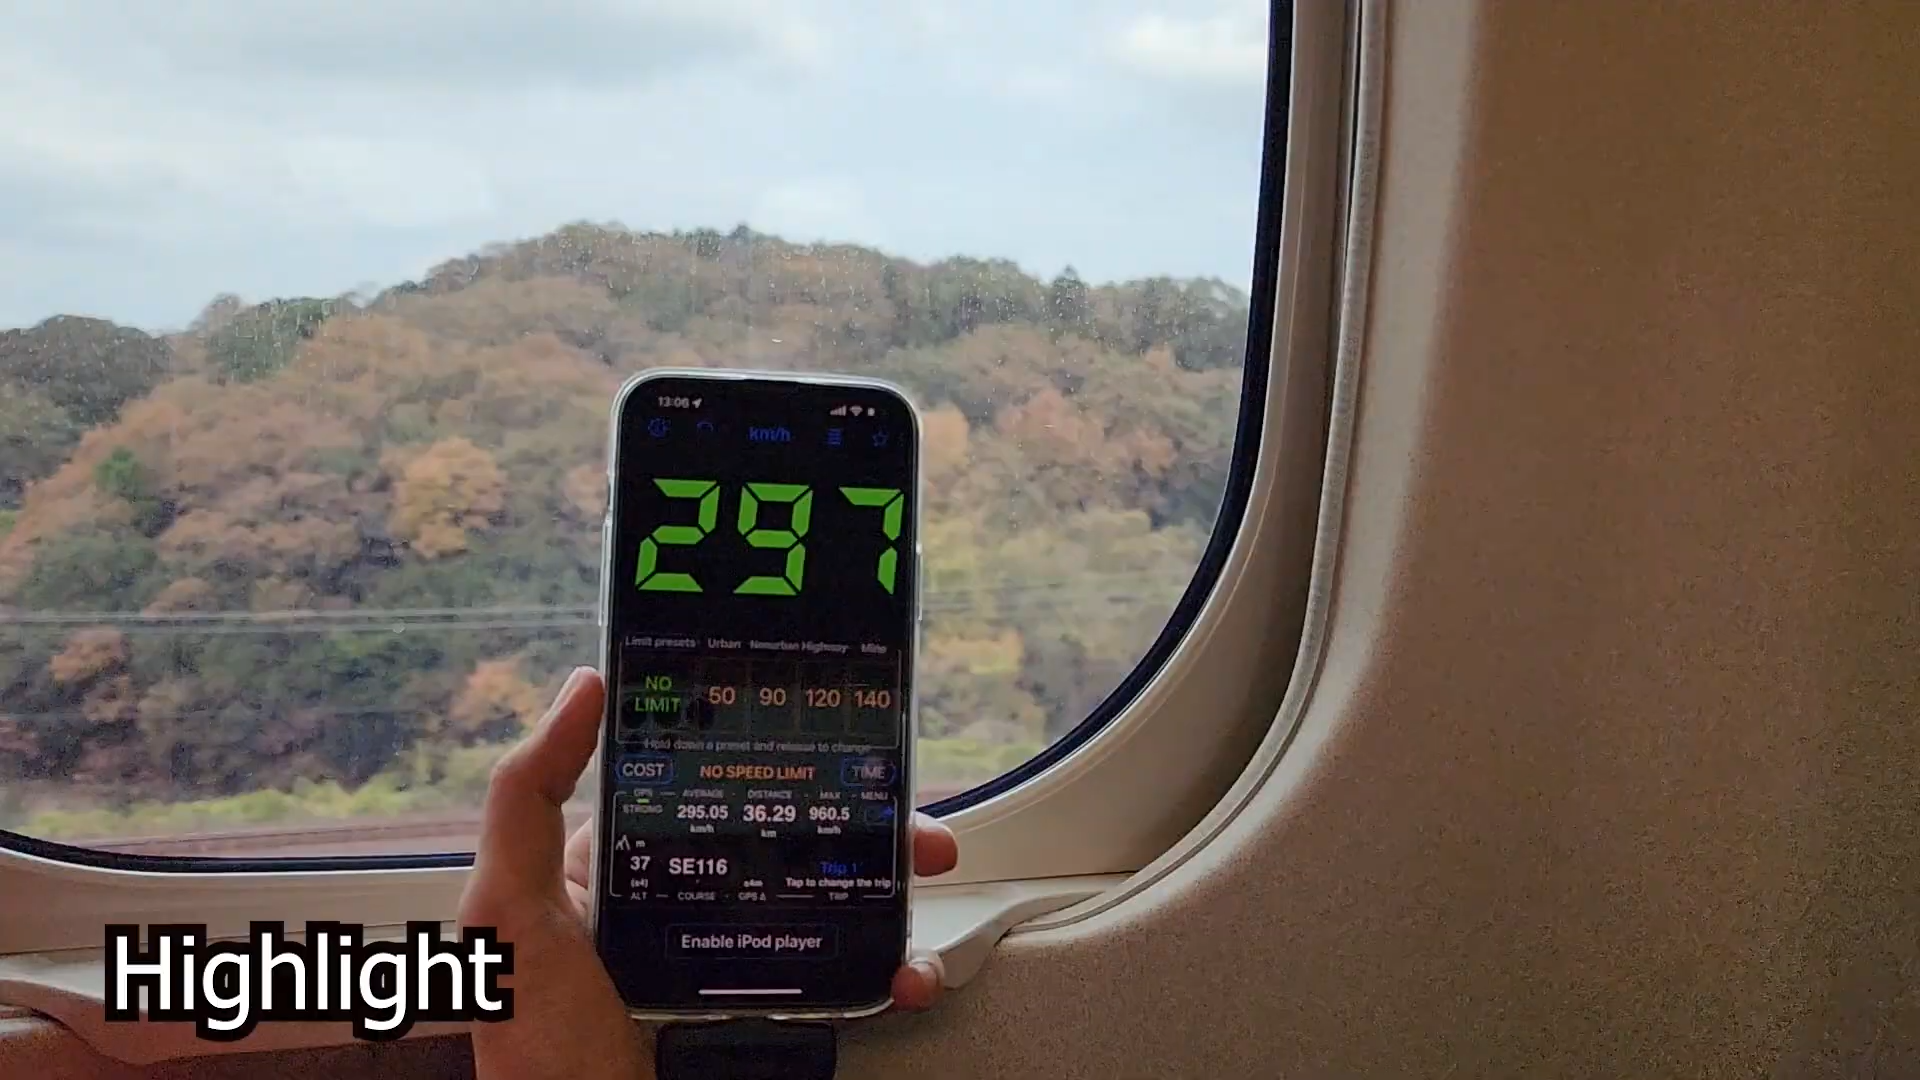 13:06
km/h
297
Limit presets Urban Nonurban Highway Mine
NO LIMIT 50 90 120 140
Hold down a preset and release to change
COST NO SPEED LIMIT TIME
GPS AVERAGE DISTANCE MAX MENU
STRONG 295.05 36.29 960.5
km/h km km/h
m
37 SE116 Trip 1
(±4) ±4m Tap to change the trip
ALT COURSE GPS Δ TRIP
Enable iPod player
Highlight